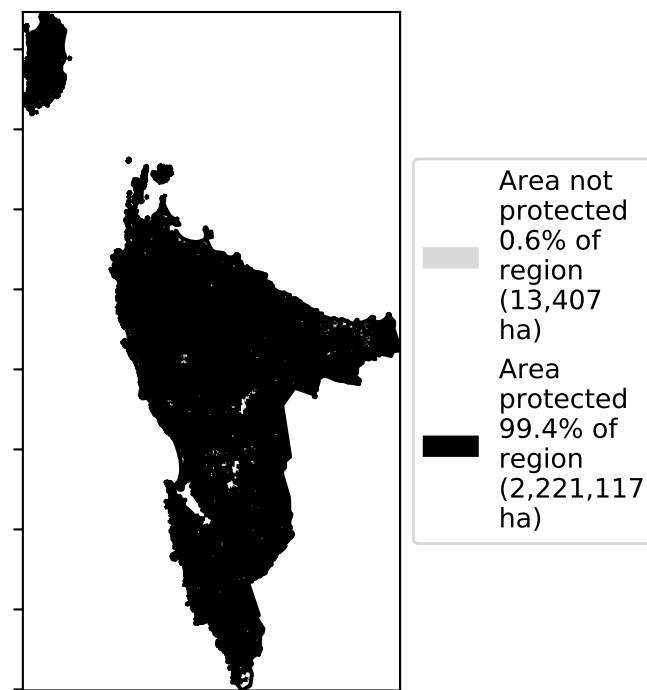 Area not
protected
0.6% of
region
(13,407
ha)
Area
protected
99.4% of
region
(2,221,117
ha)